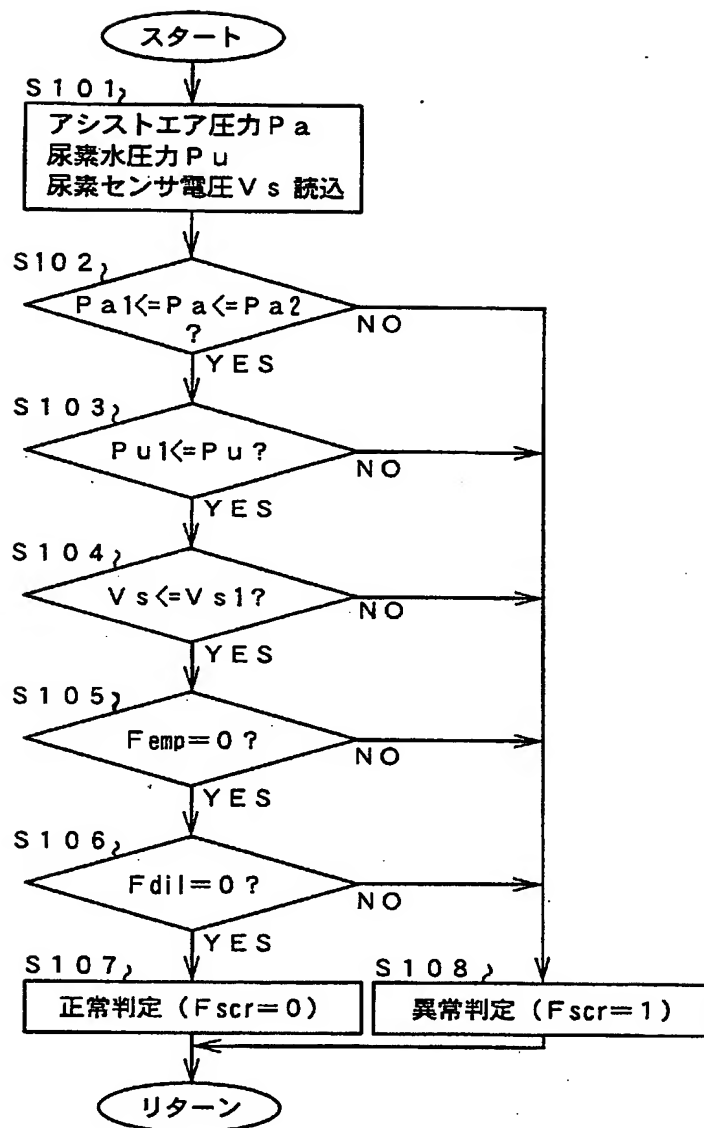 スタート
S101
アシストエア圧力Pa
尿素水圧力Pu
尿素センサ電圧Vs 読込
S102
Pa1<=Pa<=Pa2
?
NO
YES
S103
Pu1<=Pu?
NO
YES
S104
Vs<=Vs1?
NO
YES
S105
Femp=0?
NO
YES
S106
Fdil=0?
NO
YES
S107
正常判定(Fscr=0)
S108
異常判定(Fscr=1)
リターン